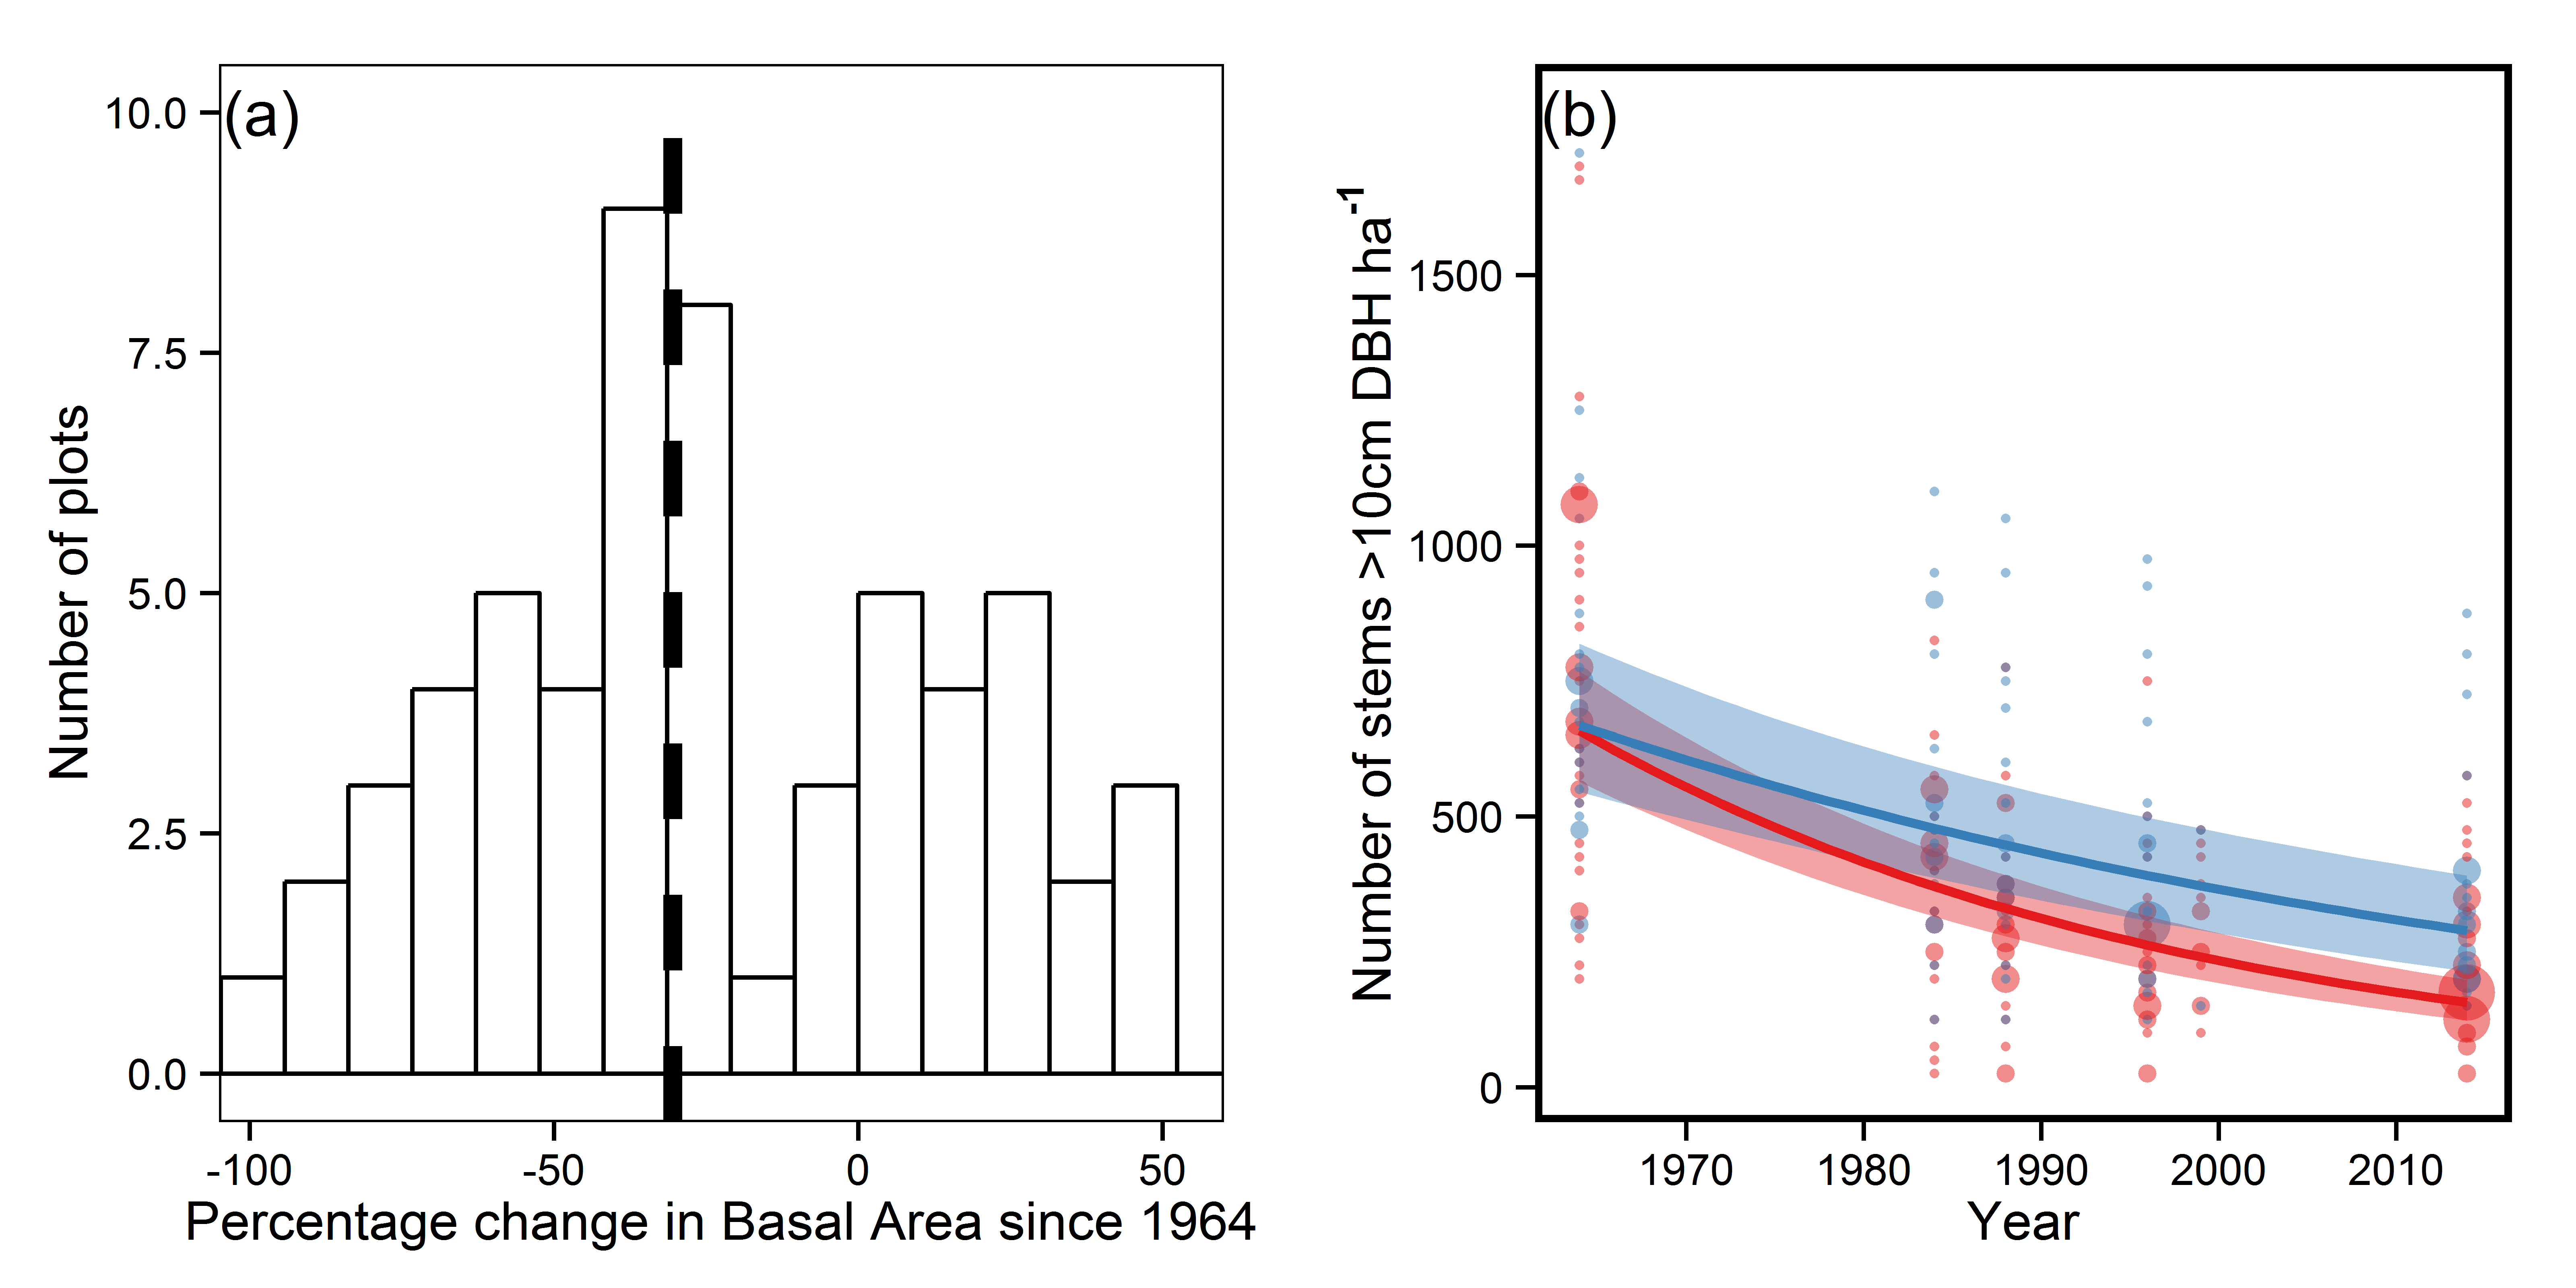 (a)
10.0
7.5
5.0
2.5
0.0
Number of plots
-100 -50 0 50
Percentage change in Basal Area since 1964
(b)
1500
1000
500
0
Number of stems >10cm DBH ha-1
1970 1980 1990 2000 2010
Year